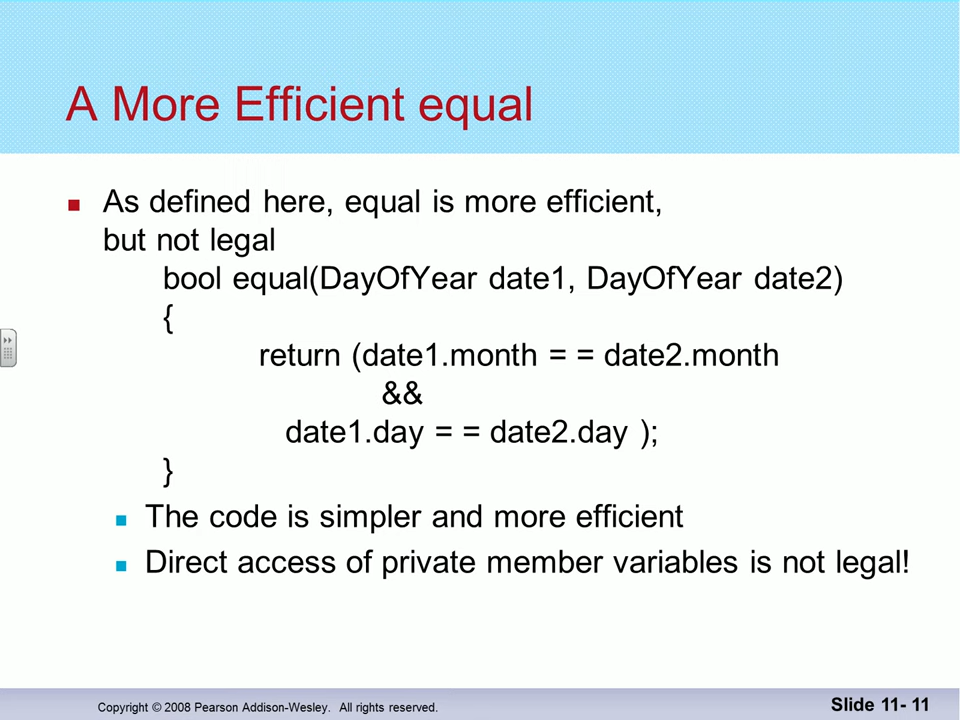 A More Efficient equal
As defined here, equal is more efficient,
but not legal
bool equal(DayOfYear date1, DayOfYear date2)
{
return (date1.month = = date2.month
&&
date1.day = = date2.day );
}
The code is simpler and more efficient
Direct access of private member variables is not legal!
Copyright © 2008 Pearson Addison-Wesley. All rights reserved.
Slide 11- 11